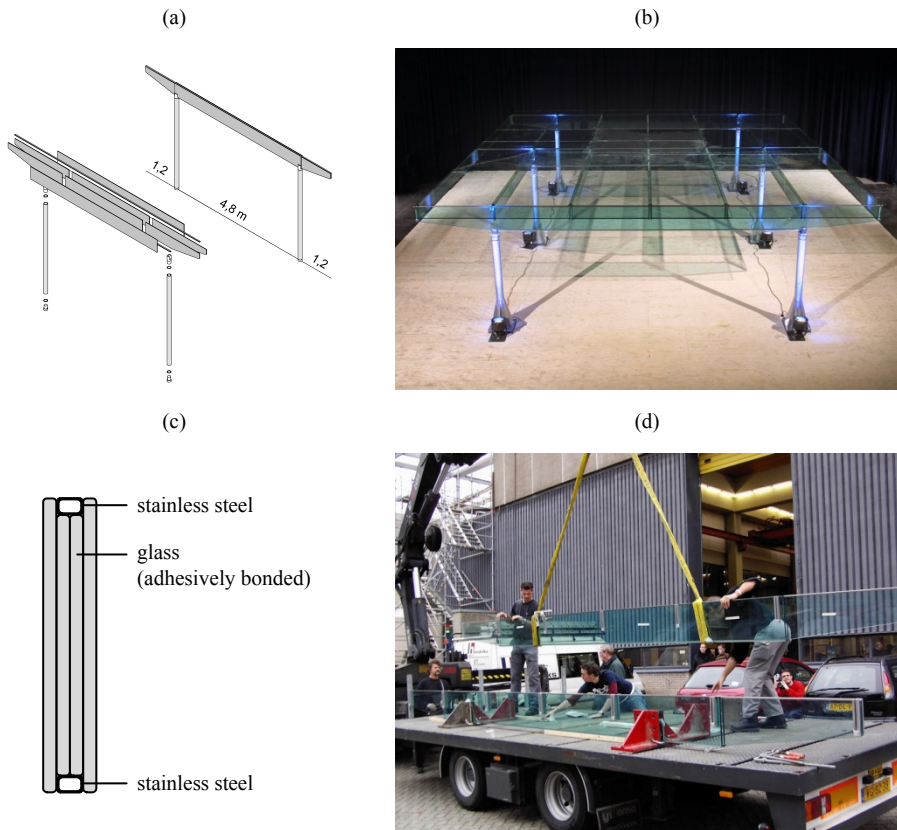 (a)
(b)
1,2
4,8 m
1,2
(c)
(d)
stainless steel
glass
(adhesively bonded)
stainless steel